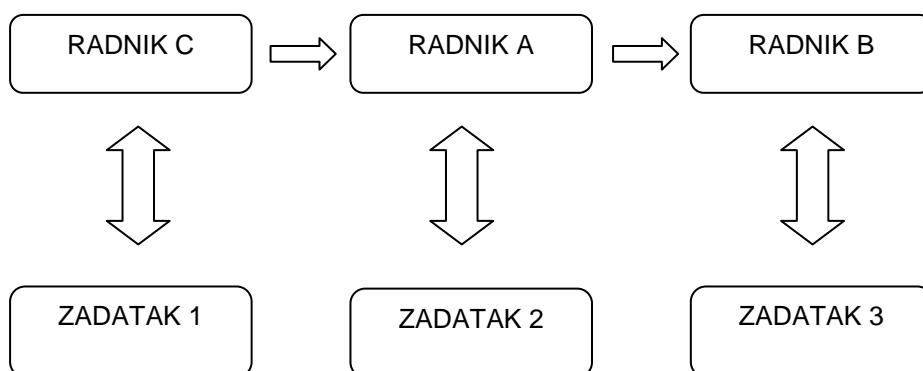 RADNIK C
RADNIK A
RADNIK B
ZADATAK 1
ZADATAK 2
ZADATAK 3